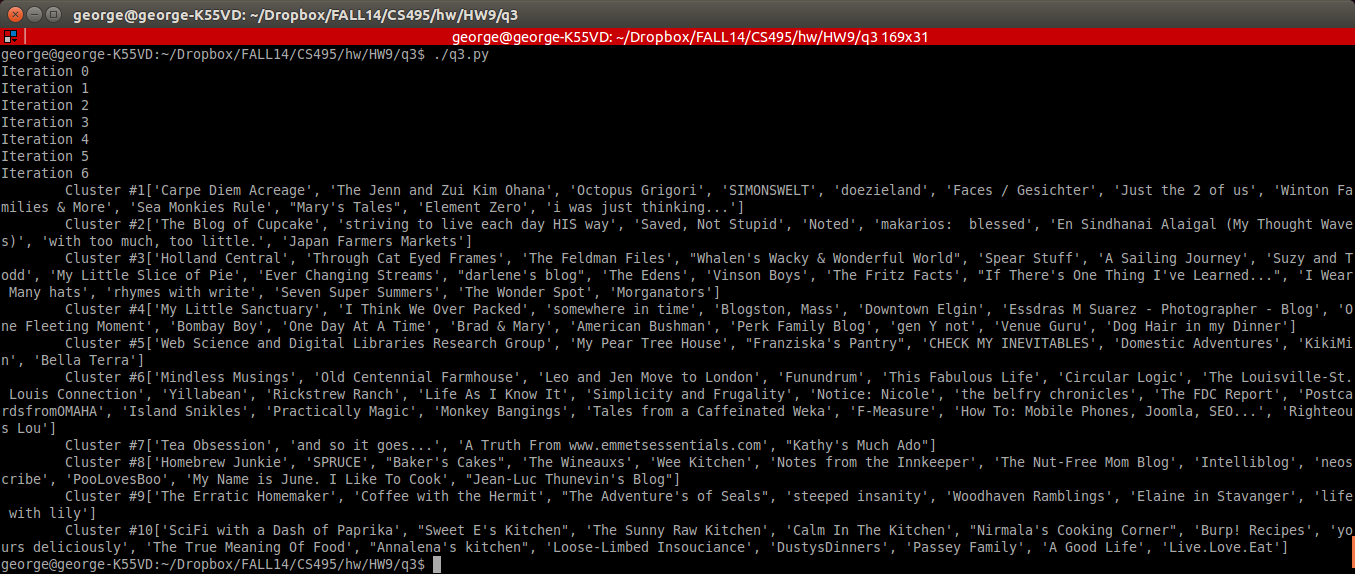 george@george-K55VD: ~/Dropbox/FALL14/CS495/hw/HW9/q3
george@george-K55VD: ~/Dropbox/FALL14/CS495/hw/HW9/q3 169x31
george@george-K55VD:~/Dropbox/FALL14/CS495/hw/HW9/q3$ ./q3.py
Iteration 0
Iteration 1
Iteration 2
Iteration 3
Iteration 4
Iteration 5
Iteration 6
Cluster #1['Carpe Diem Acreage', 'The Jenn and Zui Kim Ohana', 'Octopus Grigori', 'SIMONSWELT', 'doezieland', 'Faces / Gesichter', 'Just the 2 of us', 'Winton Fa
milies & More', 'Sea Monkies Rule', "Mary's Tales", 'Element Zero', 'i was just thinking...']
Cluster #2['The Blog of Cupcake', 'striving to live each day HIS way', 'Saved, Not Stupid', 'Noted', 'makarios:  blessed', 'En Sindhanai Alaigal (My Thought Wave
s)', 'with too much, too little.', 'Japan Farmers Markets']
Cluster #3['Holland Central', 'Through Cat Eyed Frames', 'The Feldman Files', "Whalen's Wacky & Wonderful World", 'Spear Stuff', 'A Sailing Journey', 'Suzy and T
odd', 'My Little Slice of Pie', 'Ever Changing Streams', "darlene's blog", 'The Edens', 'Vinson Boys', 'The Fritz Facts', "If There's One Thing I've Learned...", 'I Wear
 Many hats', 'rhymes with write', 'Seven Super Summers', 'The Wonder Spot', 'Morganators']
Cluster #4['My Little Sanctuary', 'I Think We Over Packed', 'somewhere in time', 'Blogston, Mass', 'Downtown Elgin', 'Essdras M Suarez - Photographer - Blog', 'O
ne Fleeting Moment', 'Bombay Boy', 'One Day At A Time', 'Brad & Mary', 'American Bushman', 'Perk Family Blog', 'gen Y not', 'Venue Guru', 'Dog Hair in my Dinner']
Cluster #5['Web Science and Digital Libraries Research Group', 'My Pear Tree House', "Franziska's Pantry", 'CHECK MY INEVITABLES', 'Domestic Adventures', 'KikiMi
n', 'Bella Terra']
Cluster #6['Mindless Musings', 'Old Centennial Farmhouse', 'Leo and Jen Move to London', 'Funundrum', 'This Fabulous Life', 'Circular Logic', 'The Louisville-St.
 Louis Connection', 'Yillabean', 'Rickstrew Ranch', 'Life As I Know It', 'Simplicity and Frugality', 'Notice: Nicole', 'the belfry chronicles', 'The FDC Report', 'Postca
rdsfromOMAHA', 'Island Snikles', 'Practically Magic', 'Monkey Bangings', 'Tales from a Caffeinated Weka', 'F-Measure', 'How To: Mobile Phones, Joomla, SEO...', 'Righteou
s Lou']
Cluster #7['Tea Obsession', 'and so it goes...', 'A Truth From www.emmetsessentials.com', "Kathy's Much Ado"]
Cluster #8['Homebrew Junkie', 'SPRUCE', "Baker's Cakes", 'The Wineauxs', 'Wee Kitchen', 'Notes from the Innkeeper', 'The Nut-Free Mom Blog', 'Intelliblog', 'neos
cribe', 'PooLovesBoo', 'My Name is June. I Like To Cook', "Jean-Luc Thunevin's Blog"]
Cluster #9['The Erratic Homemaker', 'Coffee with the Hermit', "The Adventure's of Seals", 'steeped insanity', 'Woodhaven Ramblings', 'Elaine in Stavanger', 'life
 with lily']
Cluster #10['SciFi with a Dash of Paprika', "Sweet E's Kitchen", 'The Sunny Raw Kitchen', 'Calm In The Kitchen', "Nirmala's Cooking Corner", 'Burp! Recipes', 'yo
urs deliciously', 'The True Meaning Of Food', "Annalena's kitchen", 'Loose-Limbed Insouciance', 'DustysDinners', 'Passey Family', 'A Good Life', 'Live.Love.Eat']
george@george-K55VD:~/Dropbox/FALL14/CS495/hw/HW9/q3$